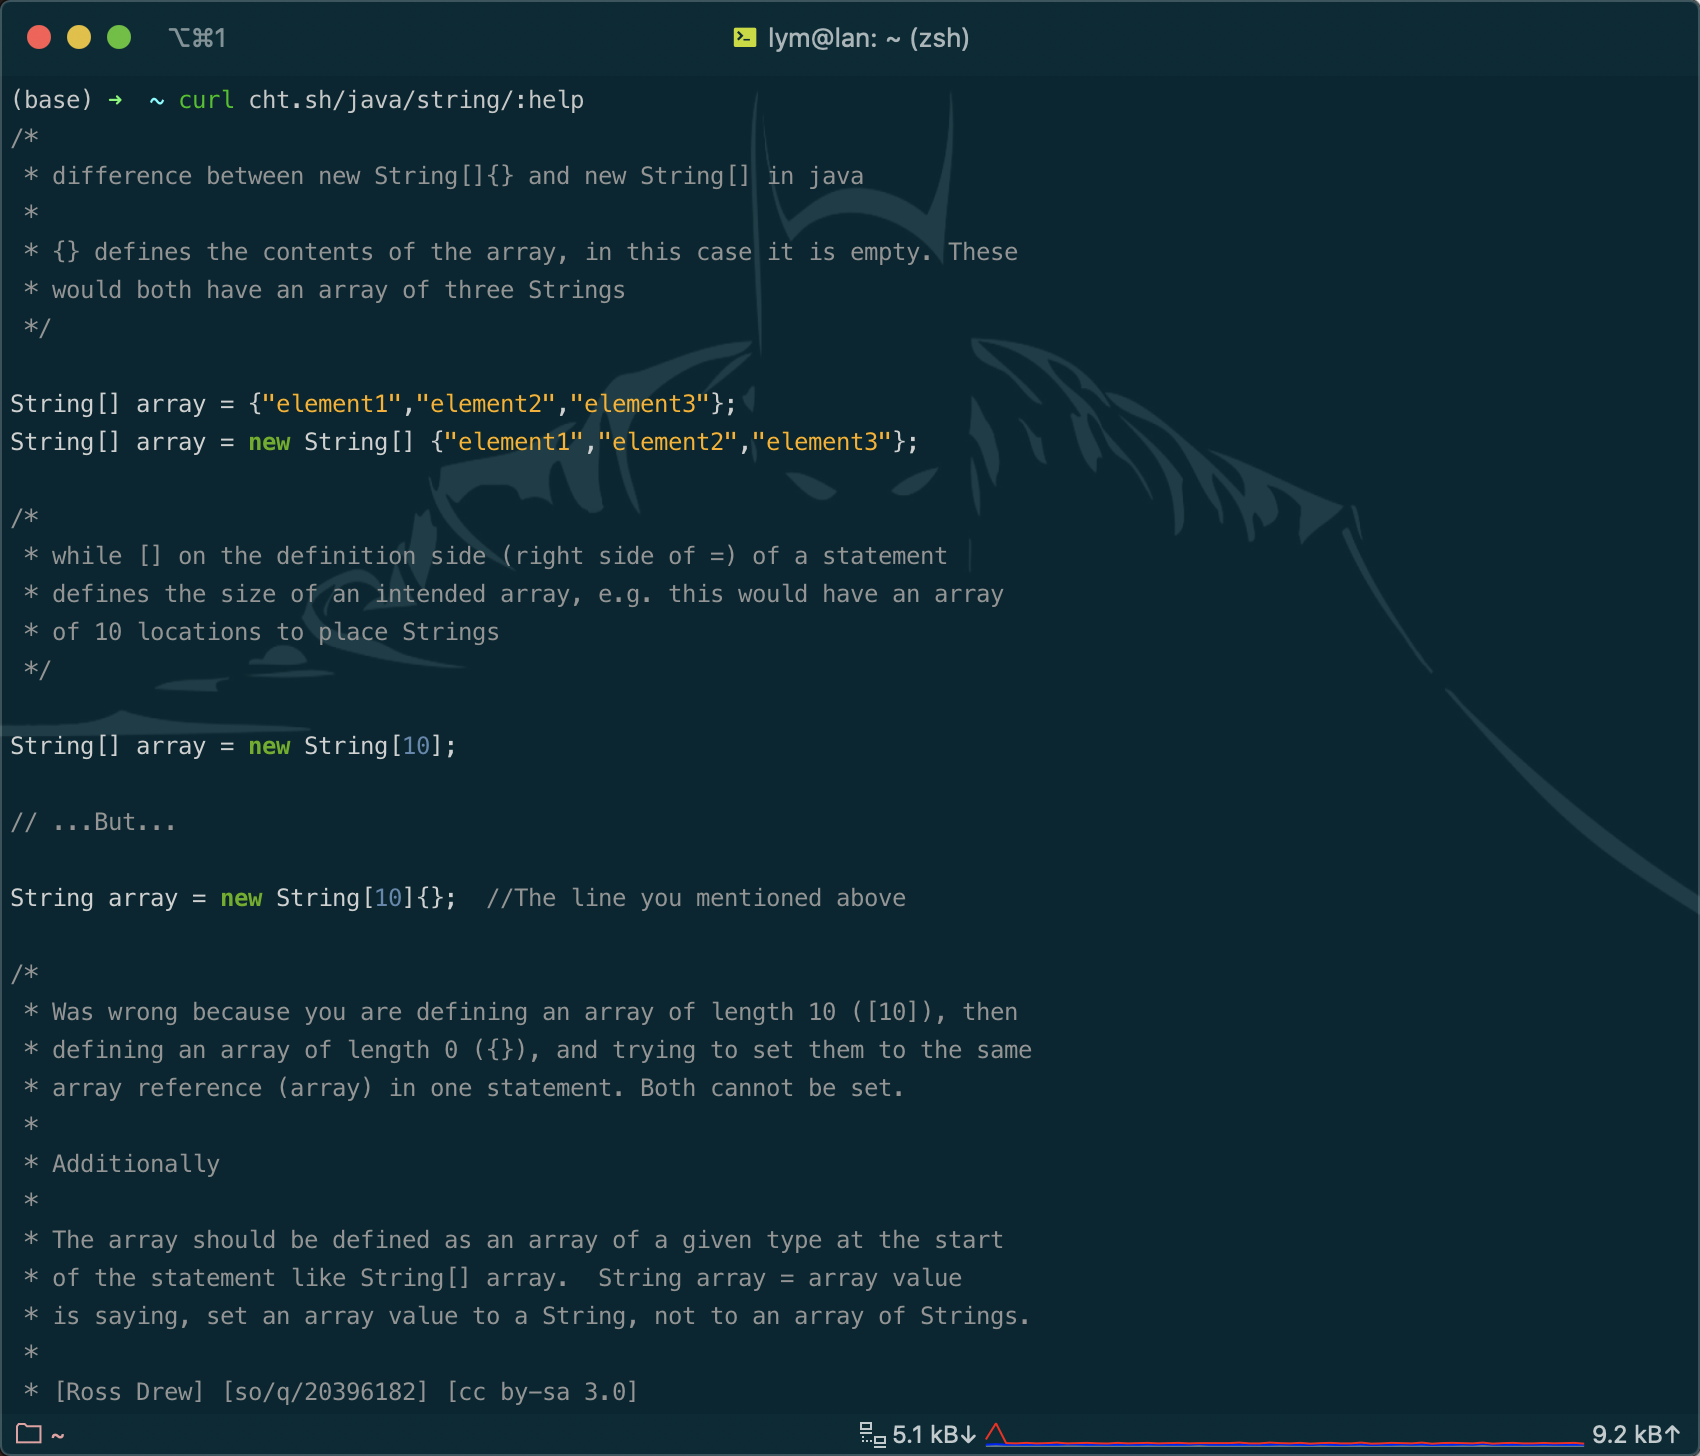 ⌥⌘1
lym@lan: ~ (zsh)
(base) ➜  ~ curl cht.sh/java/string/:help
/*
 * difference between new String[]{} and new String[] in java
 *
 * {} defines the contents of the array, in this case it is empty. These
 * would both have an array of three Strings
 */
String[] array = {"element1","element2","element3"};
String[] array = new String[] {"element1","element2","element3"};
/*
 * while [] on the definition side (right side of =) of a statement
 * defines the size of an intended array, e.g. this would have an array
 * of 10 locations to place Strings
 */
String[] array = new String[10];
// ...But...
String array = new String[10]{};  //The line you mentioned above
/*
 * Was wrong because you are defining an array of length 10 ([10]), then
 * defining an array of length 0 ({}), and trying to set them to the same
 * array reference (array) in one statement. Both cannot be set.
 *
 * Additionally
 *
 * The array should be defined as an array of a given type at the start
 * of the statement like String[] array.  String array = array value
 * is saying, set an array value to a String, not to an array of Strings.
 *
 * [Ross Drew] [so/q/20396182] [cc by-sa 3.0]
~
5.1 kB↓
9.2 kB↑